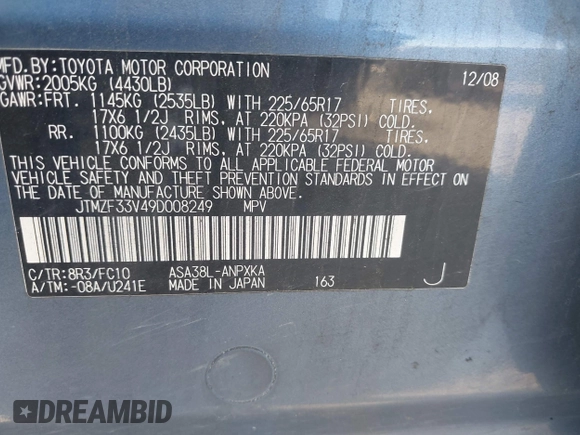 MFD.BY:TOYOTA MOTOR CORPORATION 12/08
GVWR:2005KG (4430LB)
GAWR:FRT. 1145KG (2535LB) WITH 225/65R17 TIRES.
17X6 1/2J RIMS. AT 220KPA (32PSI) COLD.
RR. 1100KG (2435LB) WITH 225/65R17 TIRES,
17X6 1/2J RIMS. AT 220KPA (32PSI) COLD.
THIS VEHICLE CONFORMS TO ALL APPLICABLE FEDERAL MOTOR
VEHICLE SAFETY AND THEFT PREVENTION STANDARDS IN EFFECT ON
THE DATE OF MANUFACTURE SHOWN ABOVE.
JTMZF33V49D008249 MPV
C/TR:8R3/FC10 ASA38L-ANPXKA
A/TM:-08A/U241E MADE IN JAPAN 163 J
DREAMBID